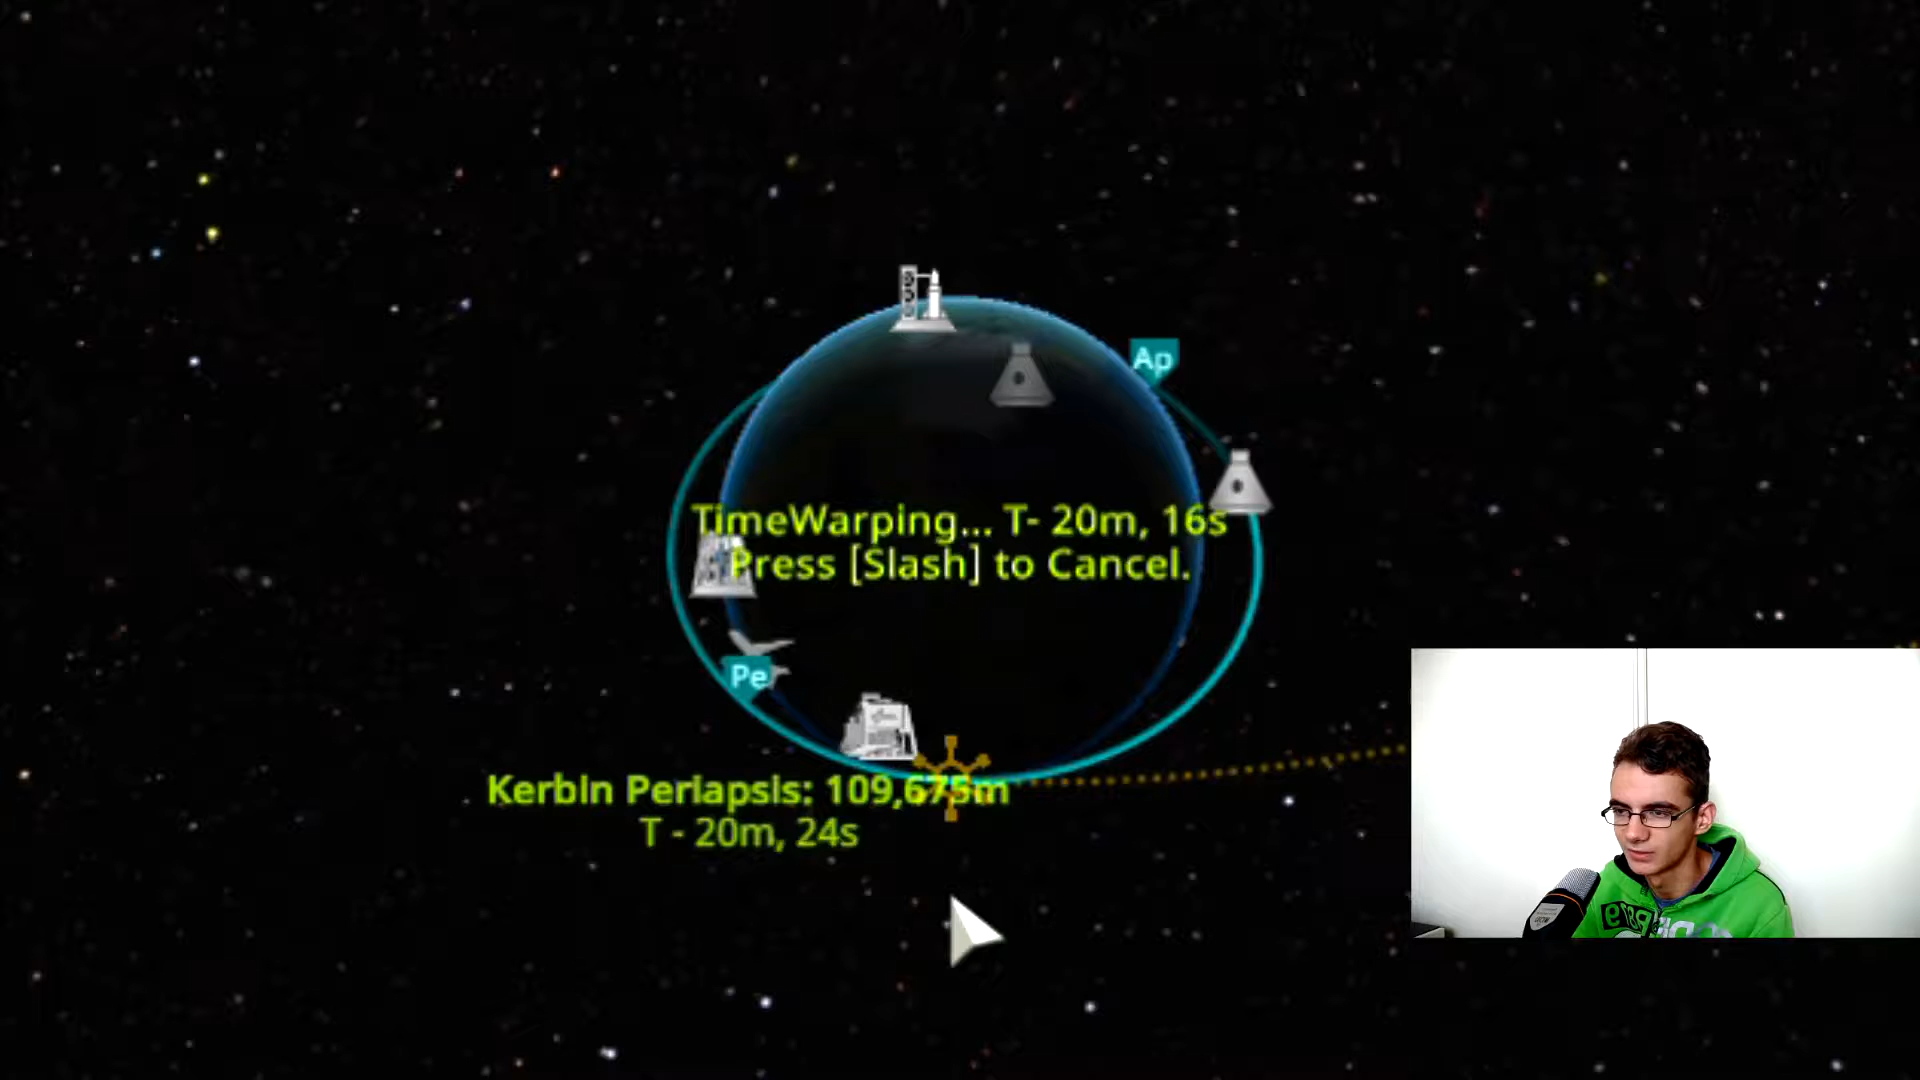 Ap
TimeWarping... T- 20m, 16s
Press [Slash] to Cancel.
Pe
Kerbin Periapsis: 109,675m
T - 20m, 24s